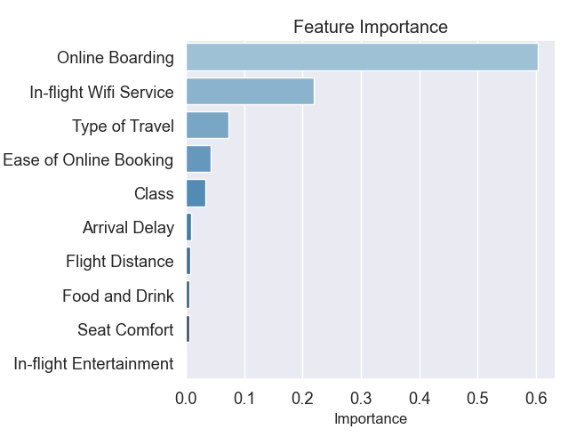 Feature Importance
Online Boarding
In-flight Wifi Service
Type of Travel
Ease of Online Booking
Class
Arrival Delay
Flight Distance
Food and Drink
Seat Comfort
In-flight Entertainment
0.0 0.1 0.2 0.3 0.4 0.5 0.6
Importance